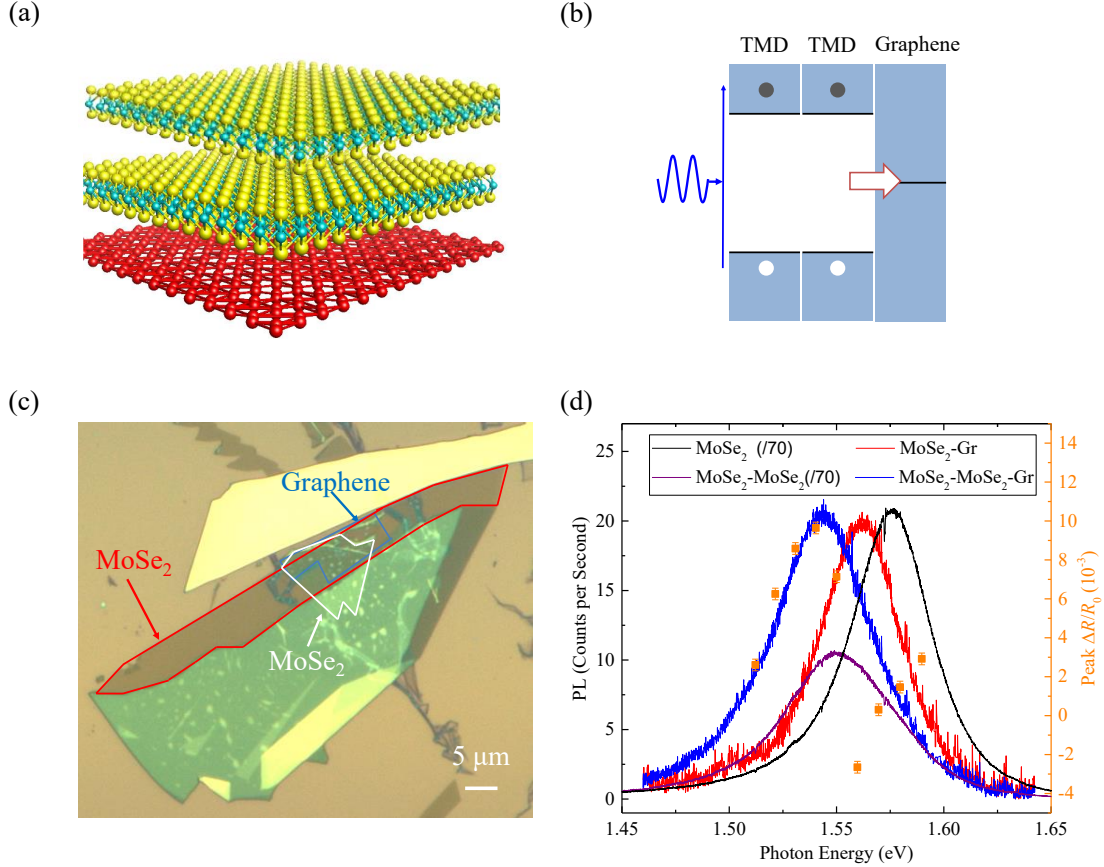 (a)
(b)
TMD TMD Graphene
(c)
Graphene
MoSe₂
MoSe₂
5 μm
(d)
MoSe₂ (/70) MoSe₂-Gr
MoSe₂-MoSe₂(/70) MoSe₂-MoSe₂-Gr
PL (Counts per Second)
25
20
15
10
5
0
1.45 1.50 1.55 1.60 1.65
Photon Energy (eV)
14
12
10
8
6
4
2
0
-2
-4
Peak ΔR/R₀ (10⁻³)